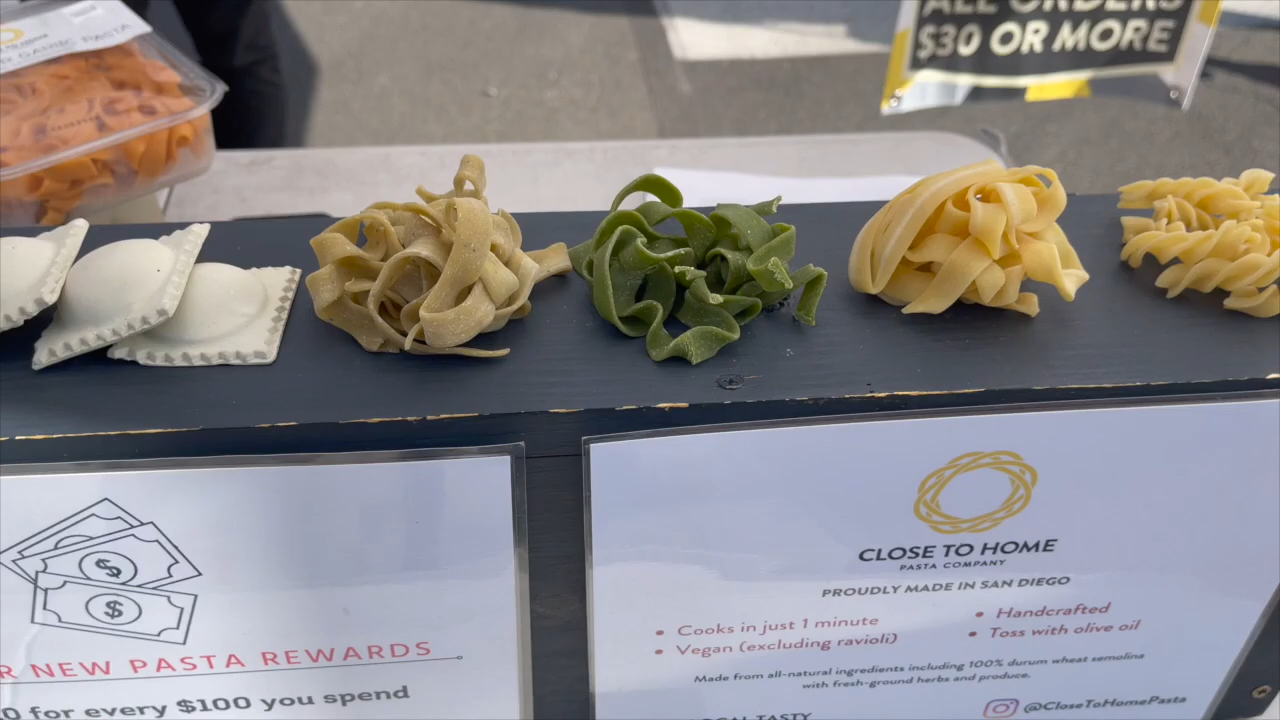 ALL ORDERS
$30 OR MORE
PASTA
$
$
NEW PASTA REWARDS
for every $100 you spend
CLOSE TO HOME
PASTA COMPANY
PROUDLY MADE IN SAN DIEGO
• Cooks in just 1 minute
• Vegan (excluding ravioli)
• Handcrafted
• Toss with olive oil
Made from all-natural ingredients including 100% durum wheat semolina
with fresh-ground herbs and produce.
@CloseToHomePasta
TASTY